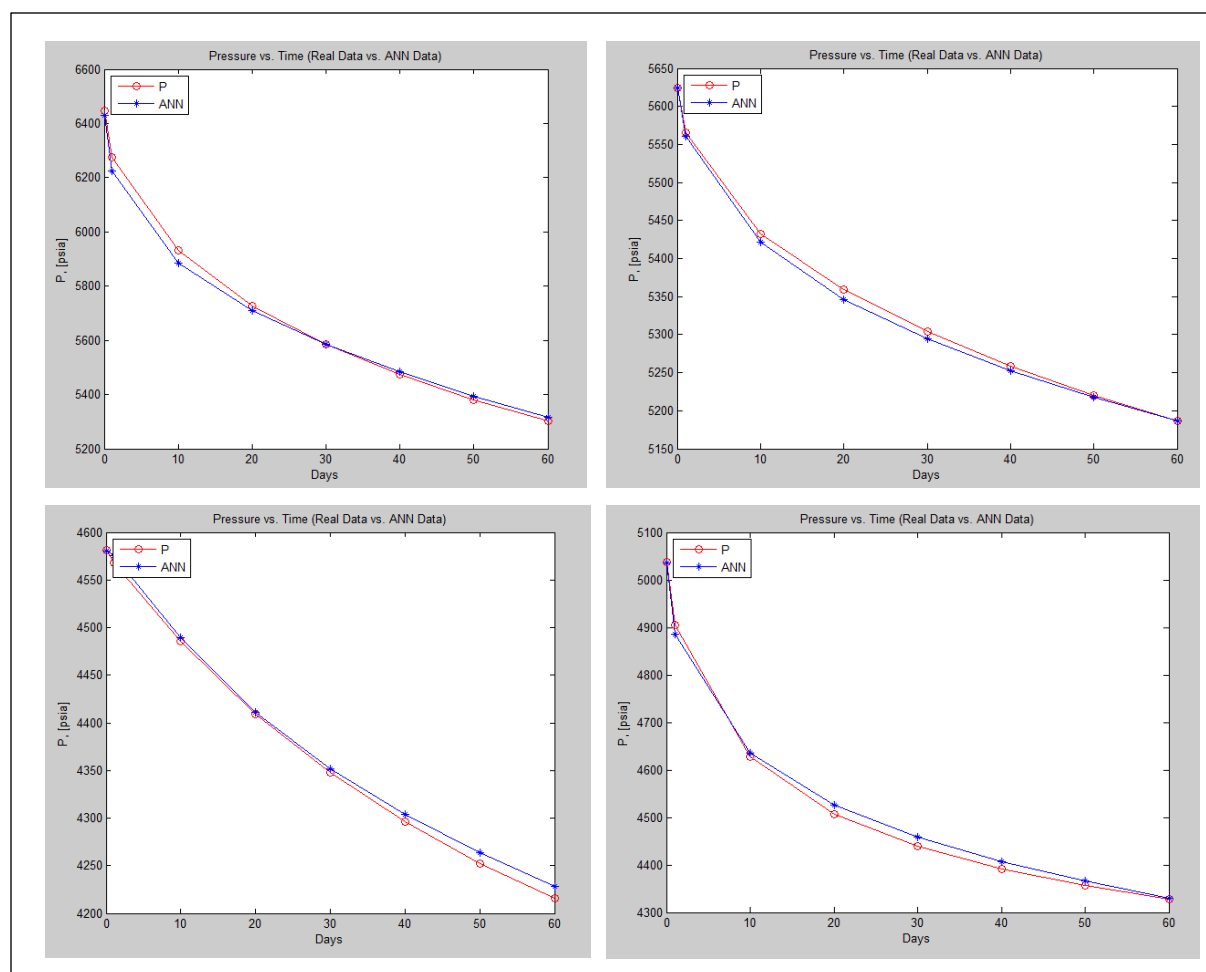 Pressure vs. Time (Real Data vs. ANN Data)
6600
6400
6200
6000
5800
5600
5400
5200
P, [psia]
P
ANN
0 10 20 30 40 50 60
Days
Pressure vs. Time (Real Data vs. ANN Data)
5650
5600
5550
5500
5450
5400
5350
5300
5250
5200
5150
P, [psia]
P
ANN
0 10 20 30 40 50 60
Days
Pressure vs. Time (Real Data vs. ANN Data)
4600
4550
4500
4450
4400
4350
4300
4250
4200
P, [psia]
P
ANN
0 10 20 30 40 50 60
Days
Pressure vs. Time (Real Data vs. ANN Data)
5100
5000
4900
4800
4700
4600
4500
4400
4300
P, [psia]
P
ANN
0 10 20 30 40 50 60
Days